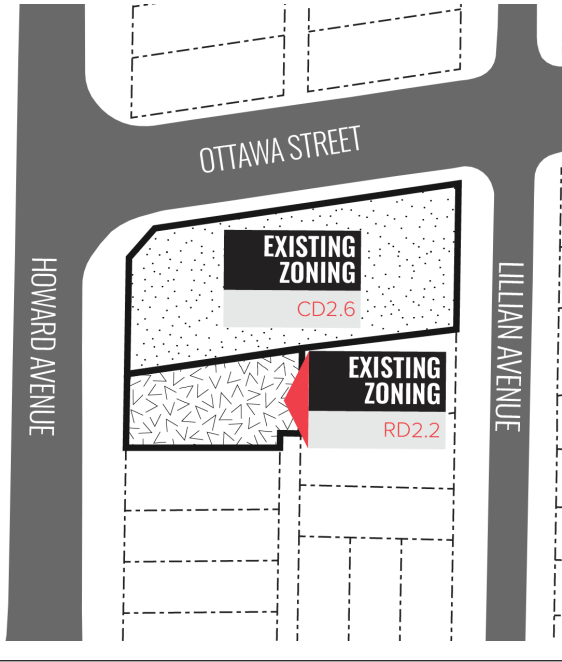 OTTAWA STREET
EXISTING
ZONING
CD2.6
HOWARD AVENUE
LILLIAN AVENUE
EXISTING
ZONING
RD2.2